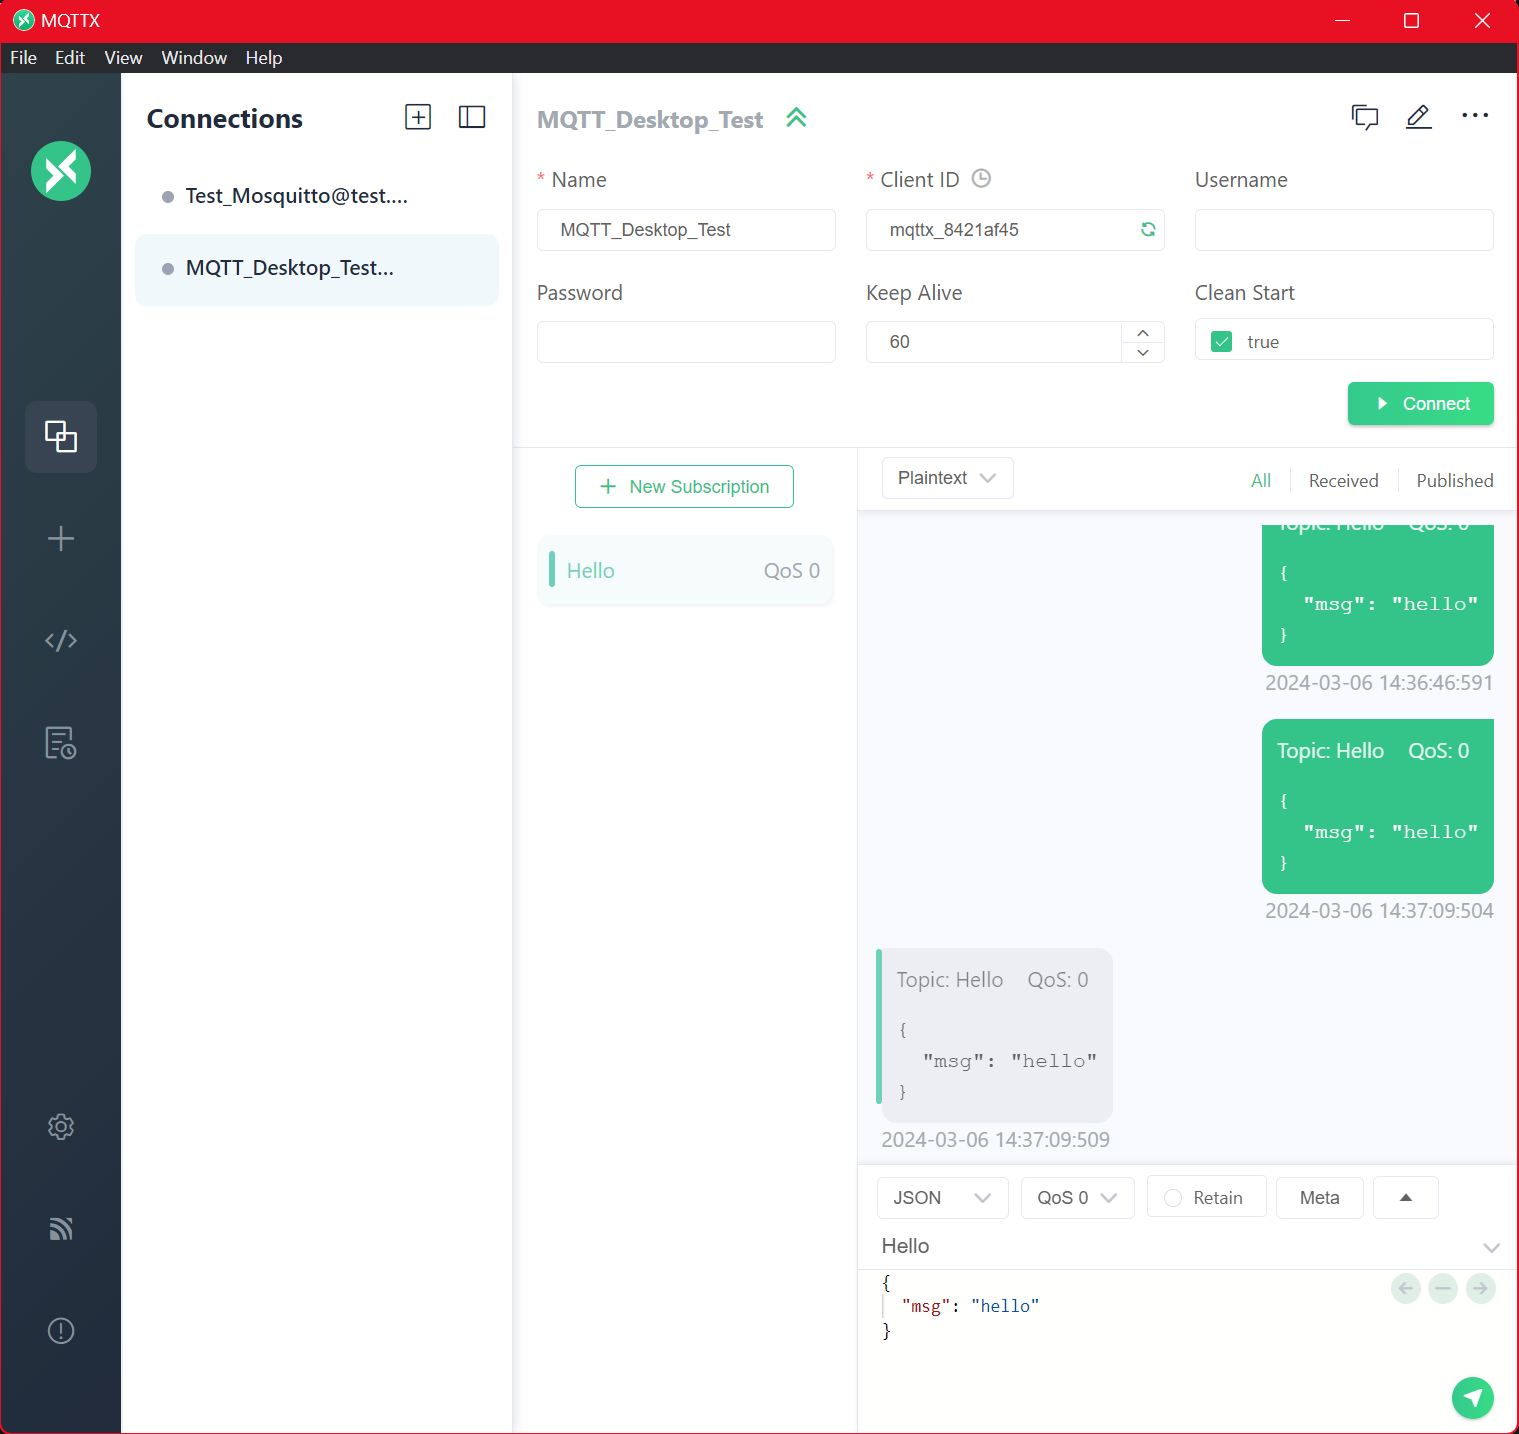 MQTTX
File Edit View Window Help
Connections
Test_Mosquitto@test....
MQTT_Desktop_Test...
MQTT_Desktop_Test
* Name
* Client ID
Username
MQTT_Desktop_Test
mqttx_8421af45
Password
Keep Alive
Clean Start
60
true
Connect
+ New Subscription
Hello QoS 0
Plaintext
All
Received
Published
Topic: Hello QoS: 0
{
"msg": "hello"
}
2024-03-06 14:36:46:591
Topic: Hello QoS: 0
{
"msg": "hello"
}
2024-03-06 14:37:09:504
Topic: Hello QoS: 0
{
"msg": "hello"
}
2024-03-06 14:37:09:509
JSON
QoS 0
Retain
Meta
Hello
{
"msg": "hello"
}